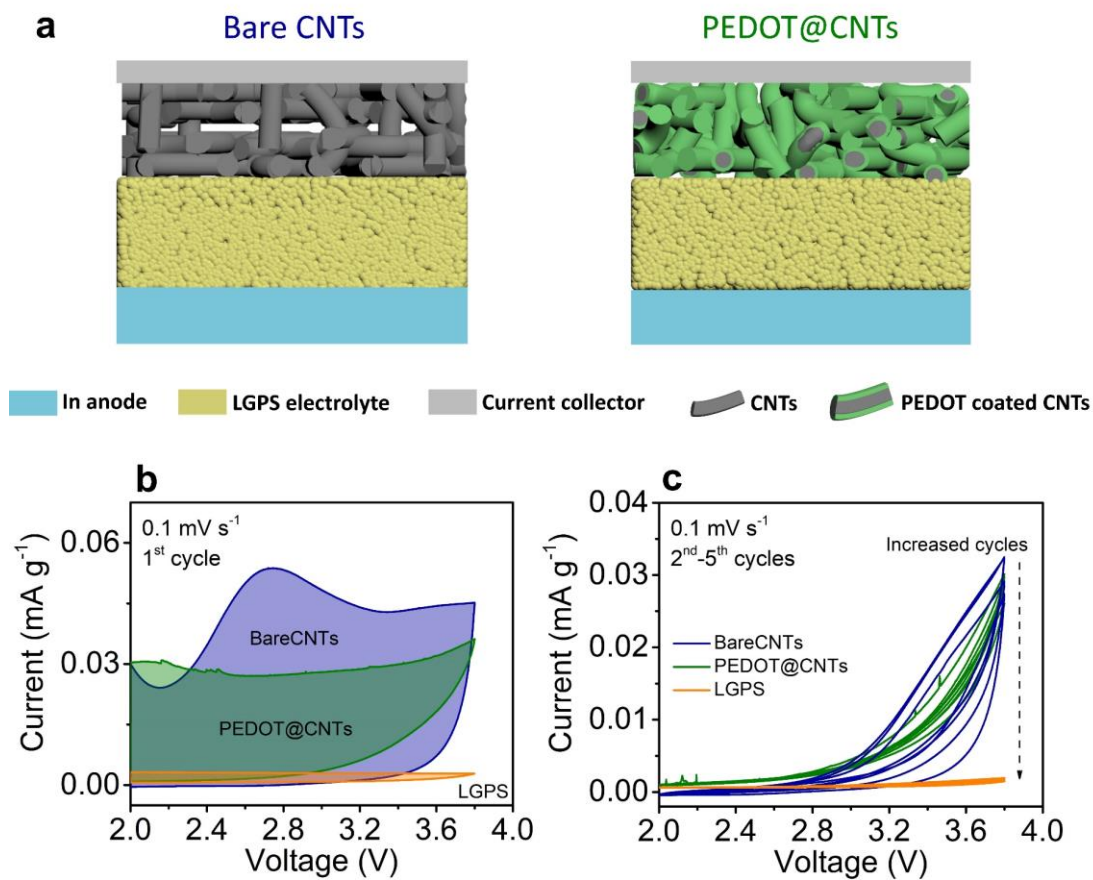 a
Bare CNTs
PEDOT@CNTs
In anode
LGPS electrolyte
Current collector
CNTs
PEDOT coated CNTs
b
0.1 mV s⁻¹
1ˢᵗ cycle
BareCNTs
PEDOT@CNTs
LGPS
0.06
0.03
0.00
Current (mA g⁻¹)
2.0 2.4 2.8 3.2 3.6 4.0
Voltage (V)
c
0.1 mV s⁻¹
2ⁿᵈ-5ᵗʰ cycles
Increased cycles
BareCNTs
PEDOT@CNTs
LGPS
0.04
0.03
0.02
0.01
0.00
Current (mA g⁻¹)
2.0 2.4 2.8 3.2 3.6 4.0
Voltage (V)